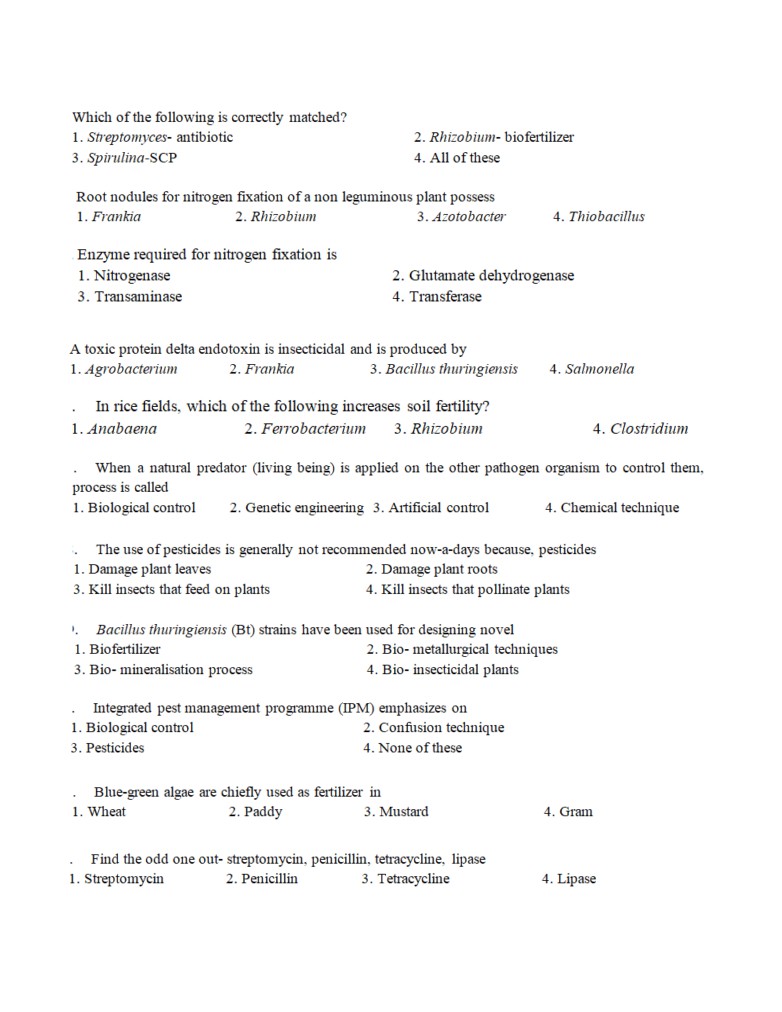 Which of the following is correctly matched?
1. Streptomyces- antibiotic 2. Rhizobium- biofertilizer
3. Spirulina-SCP 4. All of these
Root nodules for nitrogen fixation of a non leguminous plant possess
1. Frankia 2. Rhizobium 3. Azotobacter 4. Thiobacillus
Enzyme required for nitrogen fixation is
1. Nitrogenase 2. Glutamate dehydrogenase
3. Transaminase 4. Transferase
A toxic protein delta endotoxin is insecticidal and is produced by
1. Agrobacterium 2. Frankia 3. Bacillus thuringiensis 4. Salmonella
. In rice fields, which of the following increases soil fertility?
1. Anabaena 2. Ferrobacterium 3. Rhizobium 4. Clostridium
. When a natural predator (living being) is applied on the other pathogen organism to control them,
process is called
1. Biological control 2. Genetic engineering 3. Artificial control 4. Chemical technique
. The use of pesticides is generally not recommended now-a-days because, pesticides
1. Damage plant leaves 2. Damage plant roots
3. Kill insects that feed on plants 4. Kill insects that pollinate plants
. Bacillus thuringiensis (Bt) strains have been used for designing novel
1. Biofertilizer 2. Bio- metallurgical techniques
3. Bio- mineralisation process 4. Bio- insecticidal plants
. Integrated pest management programme (IPM) emphasizes on
1. Biological control 2. Confusion technique
3. Pesticides 4. None of these
. Blue-green algae are chiefly used as fertilizer in
1. Wheat 2. Paddy 3. Mustard 4. Gram
. Find the odd one out- streptomycin, penicillin, tetracycline, lipase
1. Streptomycin 2. Penicillin 3. Tetracycline 4. Lipase